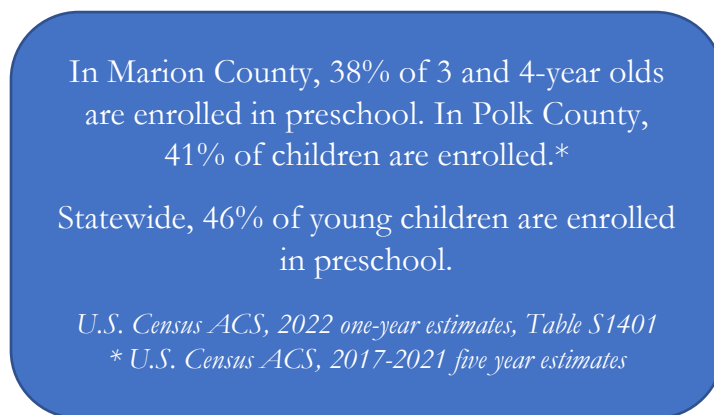 In Marion County, 38% of 3 and 4-year olds
are enrolled in preschool. In Polk County,
41% of children are enrolled.*
Statewide, 46% of young children are enrolled
in preschool.
U.S. Census ACS, 2022 one-year estimates, Table S1401
* U.S. Census ACS, 2017-2021 five year estimates